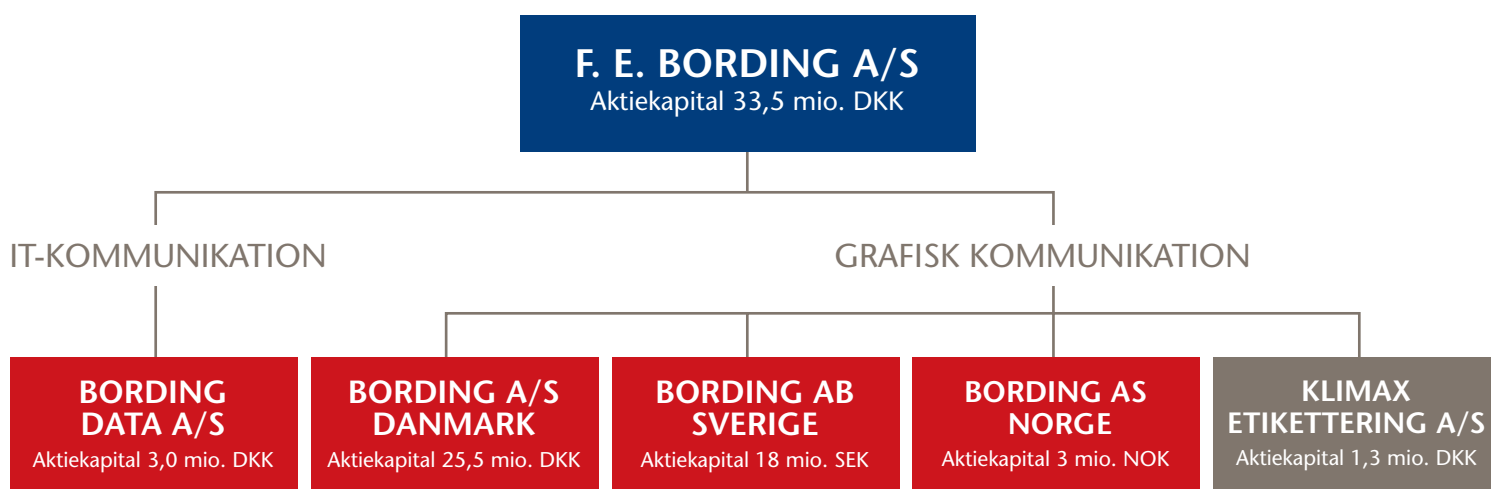 F. E. BORDING A/S
Aktiekapital 33,5 mio. DKK
IT-KOMMUNIKATION
GRAFISK KOMMUNIKATION
BORDING
DATA A/S
Aktiekapital 3,0 mio. DKK
BORDING A/S
DANMARK
Aktiekapital 25,5 mio. DKK
BORDING AB
SVERIGE
Aktiekapital 18 mio. SEK
BORDING AS
NORGE
Aktiekapital 3 mio. NOK
KLIMAX
ETIKETTERING A/S
Aktiekapital 1,3 mio. DKK